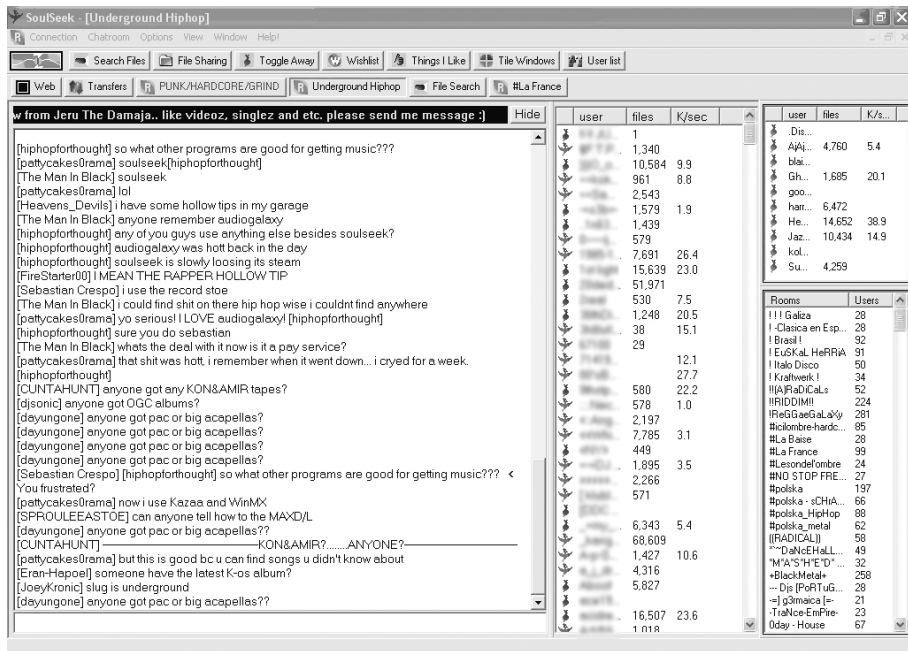 SoulSeek - [Underground Hiphop]
Connection Chatroom Options View Window Help!
Search Files File Sharing Toggle Away Wishlist Things I Like Tile Windows User list
Web Transfers PUNK/HARDCORE/GRIND Underground Hiphop File Search #La France
w from Jeru The Damaja.. like videoz, singlez and etc. please send me message :) Hide
[hiphopforthought] so what other programs are good for getting music???
[pattycakes0rama] soulseek[hiphopforthought]
[The Man In Black] soulseek
[pattycakes0rama] lol
[Heavens_Devils] i have some hollow tips in my garage
[The Man In Black] anyone remember audiogalaxy
[hiphopforthought] any of you guys use anything else besides soulseek?
[hiphopforthought] audiogalaxy was hott back in the day
[hiphopforthought] soulseek is slowly loosing its steam
[FireStarter00] I MEAN THE RAPPER HOLLOW TIP
[Sebastian Crespo] i use the record stoe
[The Man In Black] i could find shit on there hip hop wise i couldnt find anywhere
[pattycakes0rama] yo serious! I LOVE audiogalaxy! [hiphopforthought]
[hiphopforthought] sure you do sebastian
[The Man In Black] whats the deal with it now is it a pay service?
[pattycakes0rama] that shit was hott, i remember when it went down... i cryed for a week.
[hiphopforthought]
[CUNTAHUNT] anyone got any KON&AMIR tapes?
[djsonic] anyone got OGC albums?
[dayungone] anyone got pac or big acapellas?
[dayungone] anyone got pac or big acapellas?
[dayungone] anyone got pac or big acapellas?
[dayungone] anyone got pac or big acapellas?
[Sebastian Crespo] [hiphopforthought] so what other programs are good for getting music??? <
You frustrated?
[pattycakes0rama] now i use Kazaa and WinMX
[SPROULEEASTOE] can anyone tell how to the MAXD/L
[dayungone] anyone got pac or big acapellas??
[CUNTAHUNT] ————————KON&AMIR?.......ANYONE?————————
[pattycakes0rama] but this is good bc u can find songs u didn't know about
[Eran-Hapoel] someone have the latest K-os album?
[JoeyKronic] slug is underground
[dayungone] anyone got pac or big acapellas??
user files K/sec
1
1,340
10,584 9.9
961 8.8
2,543
1,579 1.9
1,439
579
7,691 26.4
15,639 23.0
51,971
530 7.5
1,248 20.5
38 15.1
29
12.1
27.7
580 22.2
578 1.0
2,197
7,785 3.1
449
1,895 3.5
2,266
571
6,343 5.4
68,609
1,427 10.6
4,316
5,827
16,507 23.6
1,018
user files K/s...
.Dis...
AjAj... 4,760 5.4
blai...
Gh... 1,685 20.1
goo...
harr... 6,472
He... 14,652 38.9
Jaz... 10,434 14.9
kol...
Su... 4,259
Rooms Users
! ! ! Galiza 28
! -Clasica en Esp... 28
! Brasil ! 92
! EuSKaL HeRRiA 91
! Italo Disco 50
! Kraftwerk ! 34
!!(A)RaDiCaLs 52
!!RIDDIM!! 224
!ReGGaeGaLaXy 281
#icilombre-hardc... 85
#La Baise 28
#La France 99
#Lesondel'ombre 24
#NO STOP FRE... 27
#polska 197
#polska - sCHrA... 66
#polska_HipHop 88
#polska_metal 62
((RADICAL)) 58
"~DaNcEHaLL... 49
"M"A"S"H"E"D" ... 32
+BlackMetal+ 258
--- Djs [PoRTuG... 28
-=] g3rmaica [=- 21
-TraNce-EmPire- 23
0day - House 67